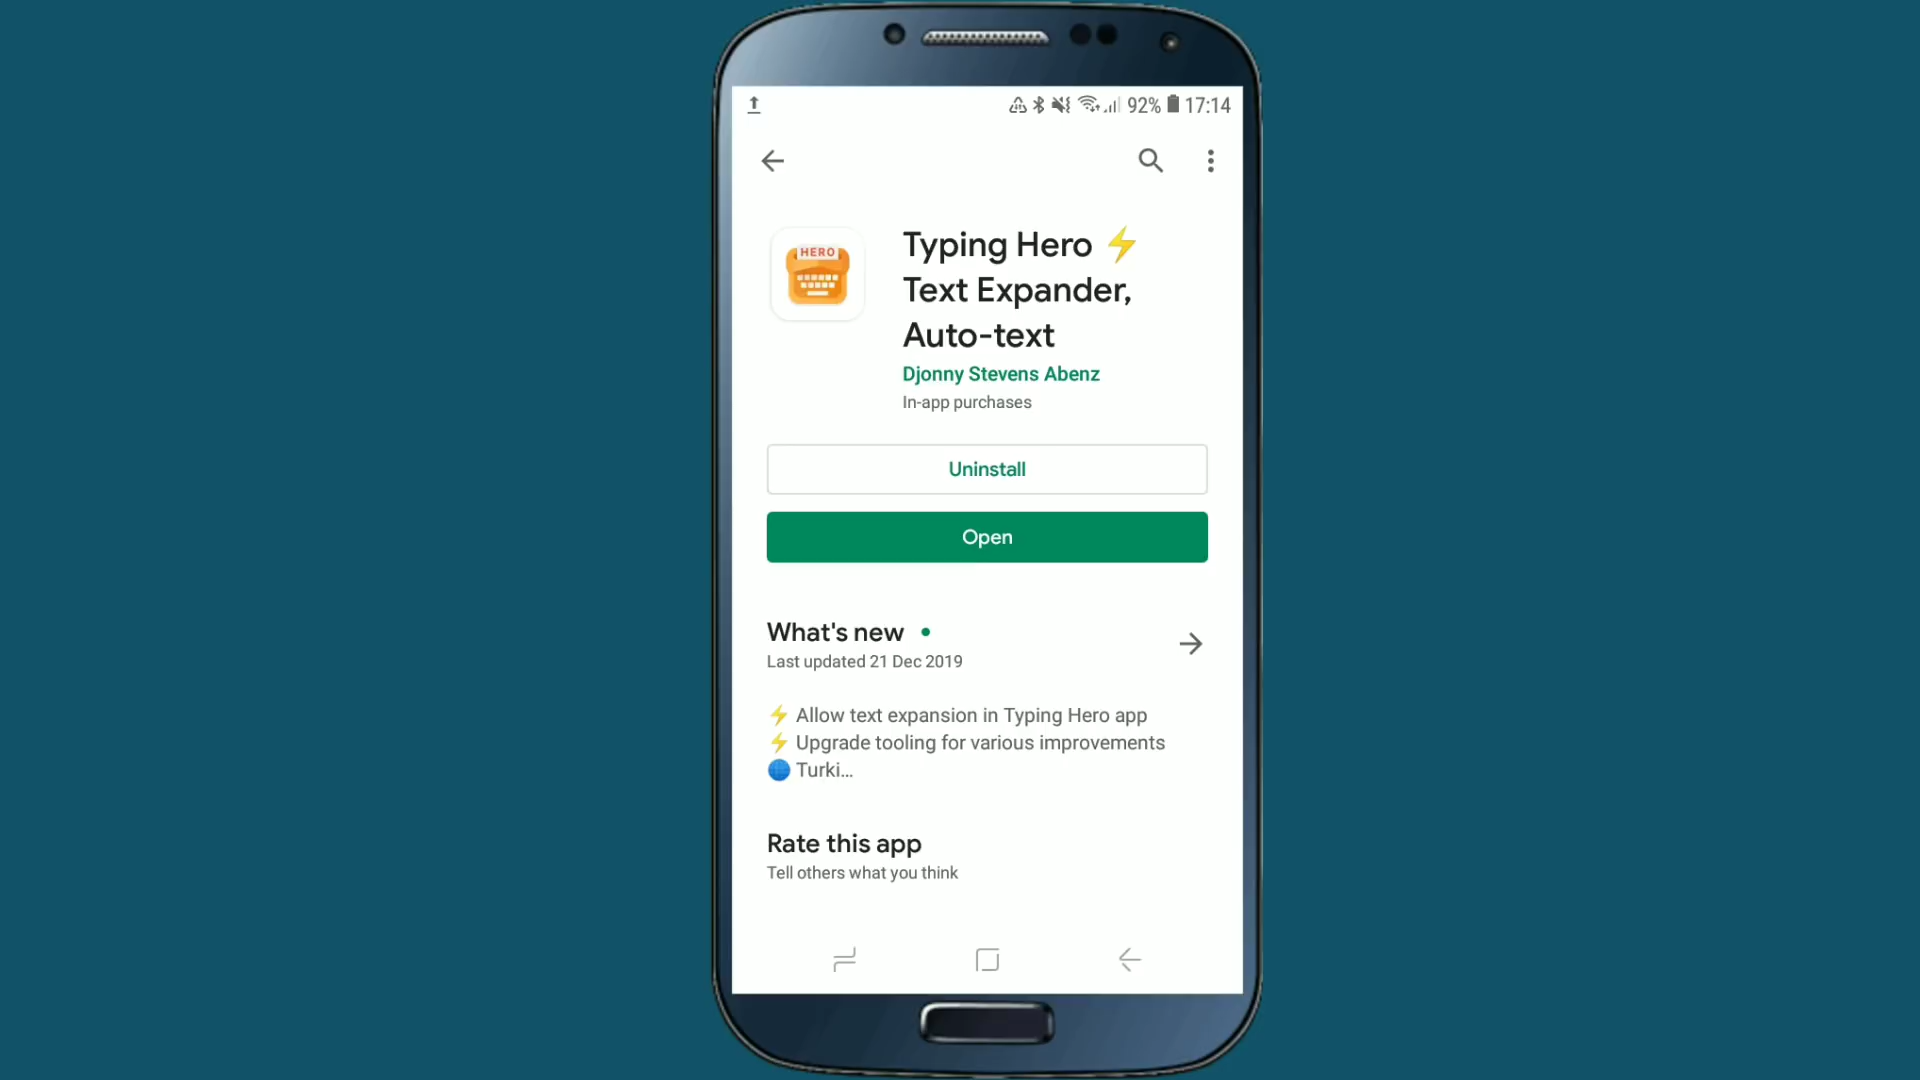 92% 17:14
HERO
Typing Hero ⚡
Text Expander,
Auto-text
Djonny Stevens Abenz
In-app purchases
Uninstall
Open
What's new
Last updated 21 Dec 2019
⚡ Allow text expansion in Typing Hero app
⚡ Upgrade tooling for various improvements
🌐 Turki...
Rate this app
Tell others what you think